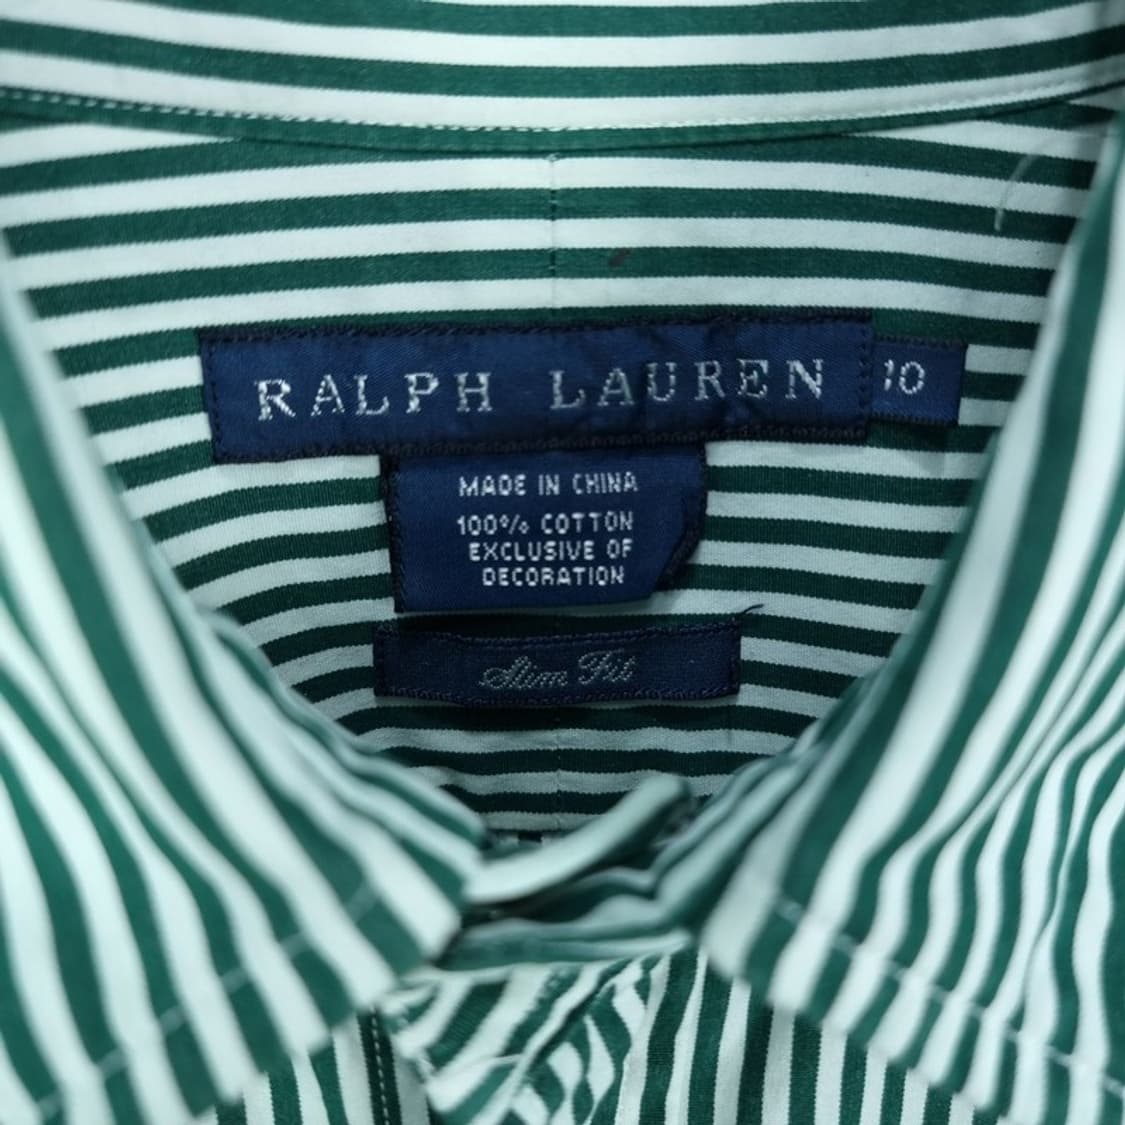 RALPH LAUREN
10
MADE IN CHINA
100% COTTON
EXCLUSIVE OF
DECORATION
Slim Fit